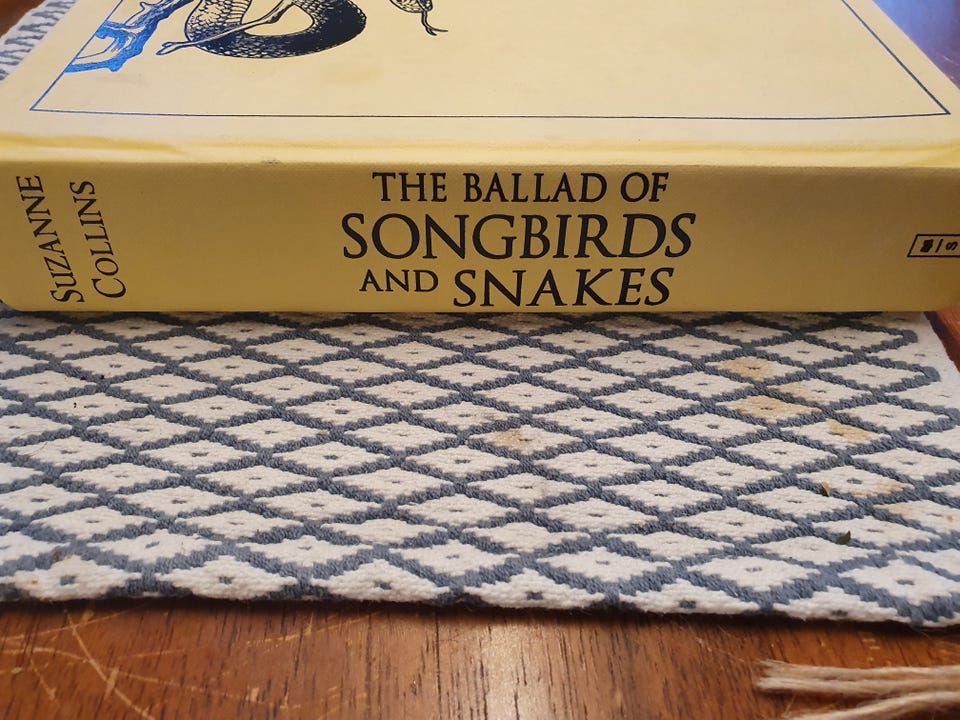 SUZANNE
COLLINS
THE BALLAD OF
SONGBIRDS
AND SNAKES